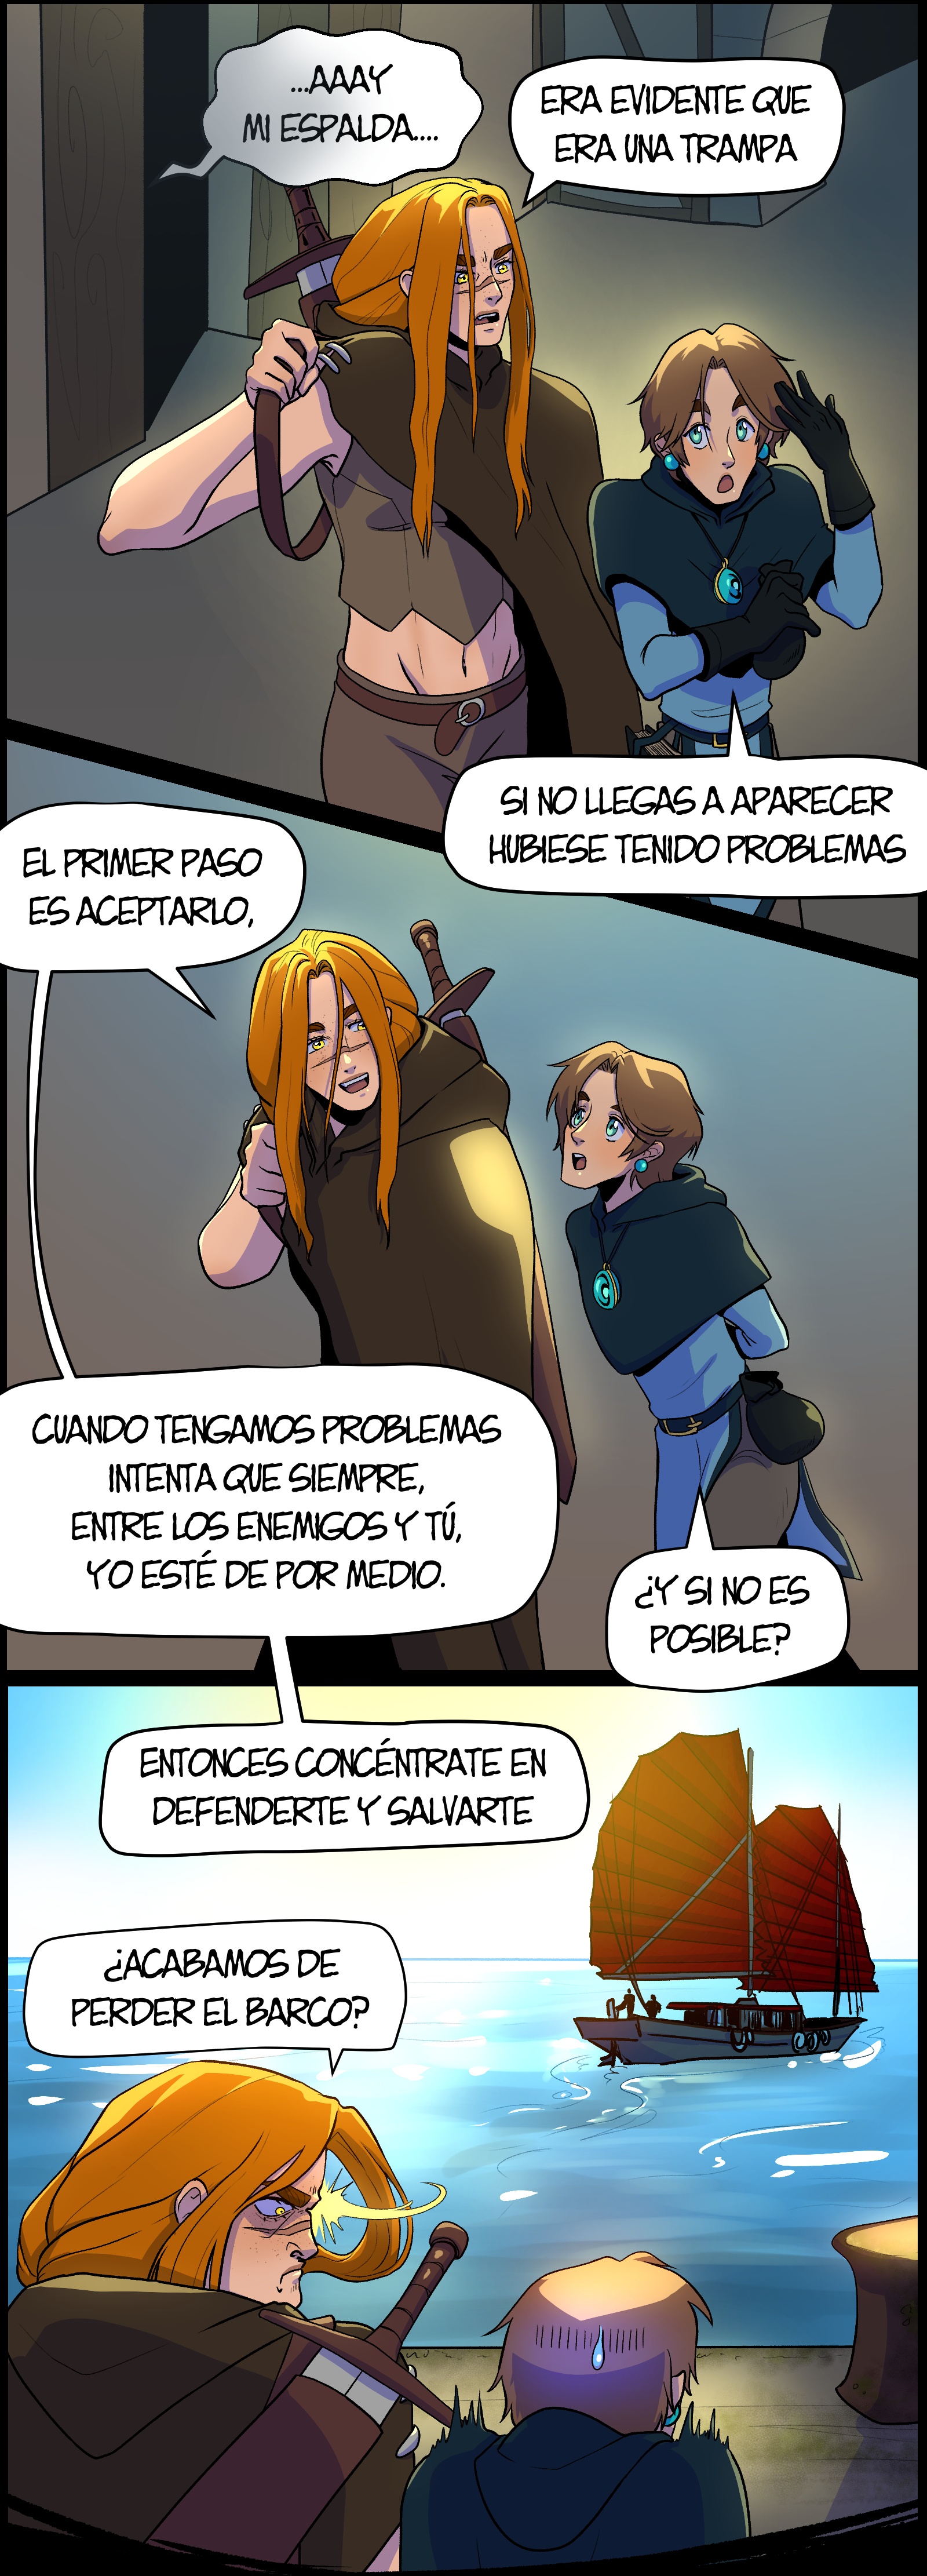 ...AAAY
MI ESPALDA....
ERA EVIDENTE QUE
ERA UNA TRAMPA
SI NO LLEGAS A APARECER
HUBIESE TENIDO PROBLEMAS
EL PRIMER PASO
ES ACEPTARLO,
CUANDO TENGAMOS PROBLEMAS
INTENTA QUE SIEMPRE,
ENTRE LOS ENEMIGOS Y TÚ,
YO ESTÉ DE POR MEDIO.
¿Y SI NO ES
POSIBLE?
ENTONCES CONCÉNTRATE EN
DEFENDERTE Y SALVARTE
¿ACABAMOS DE
PERDER EL BARCO?